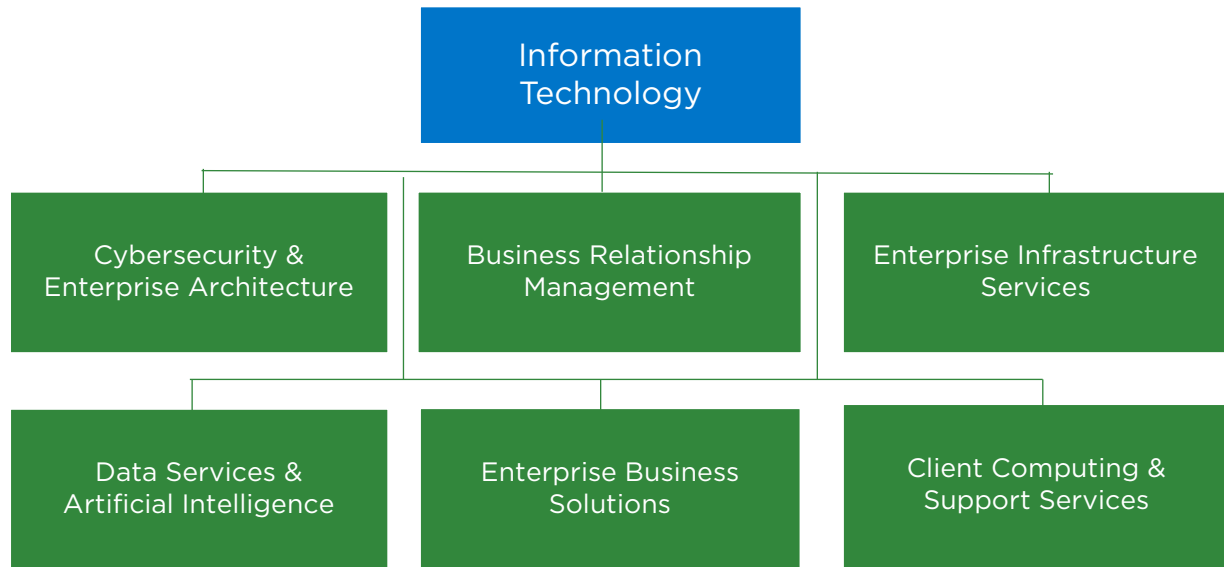 Information
Technology
Cybersecurity &
Enterprise Architecture
Business Relationship
Management
Enterprise Infrastructure
Services
Data Services &
Artificial Intelligence
Enterprise Business
Solutions
Client Computing &
Support Services